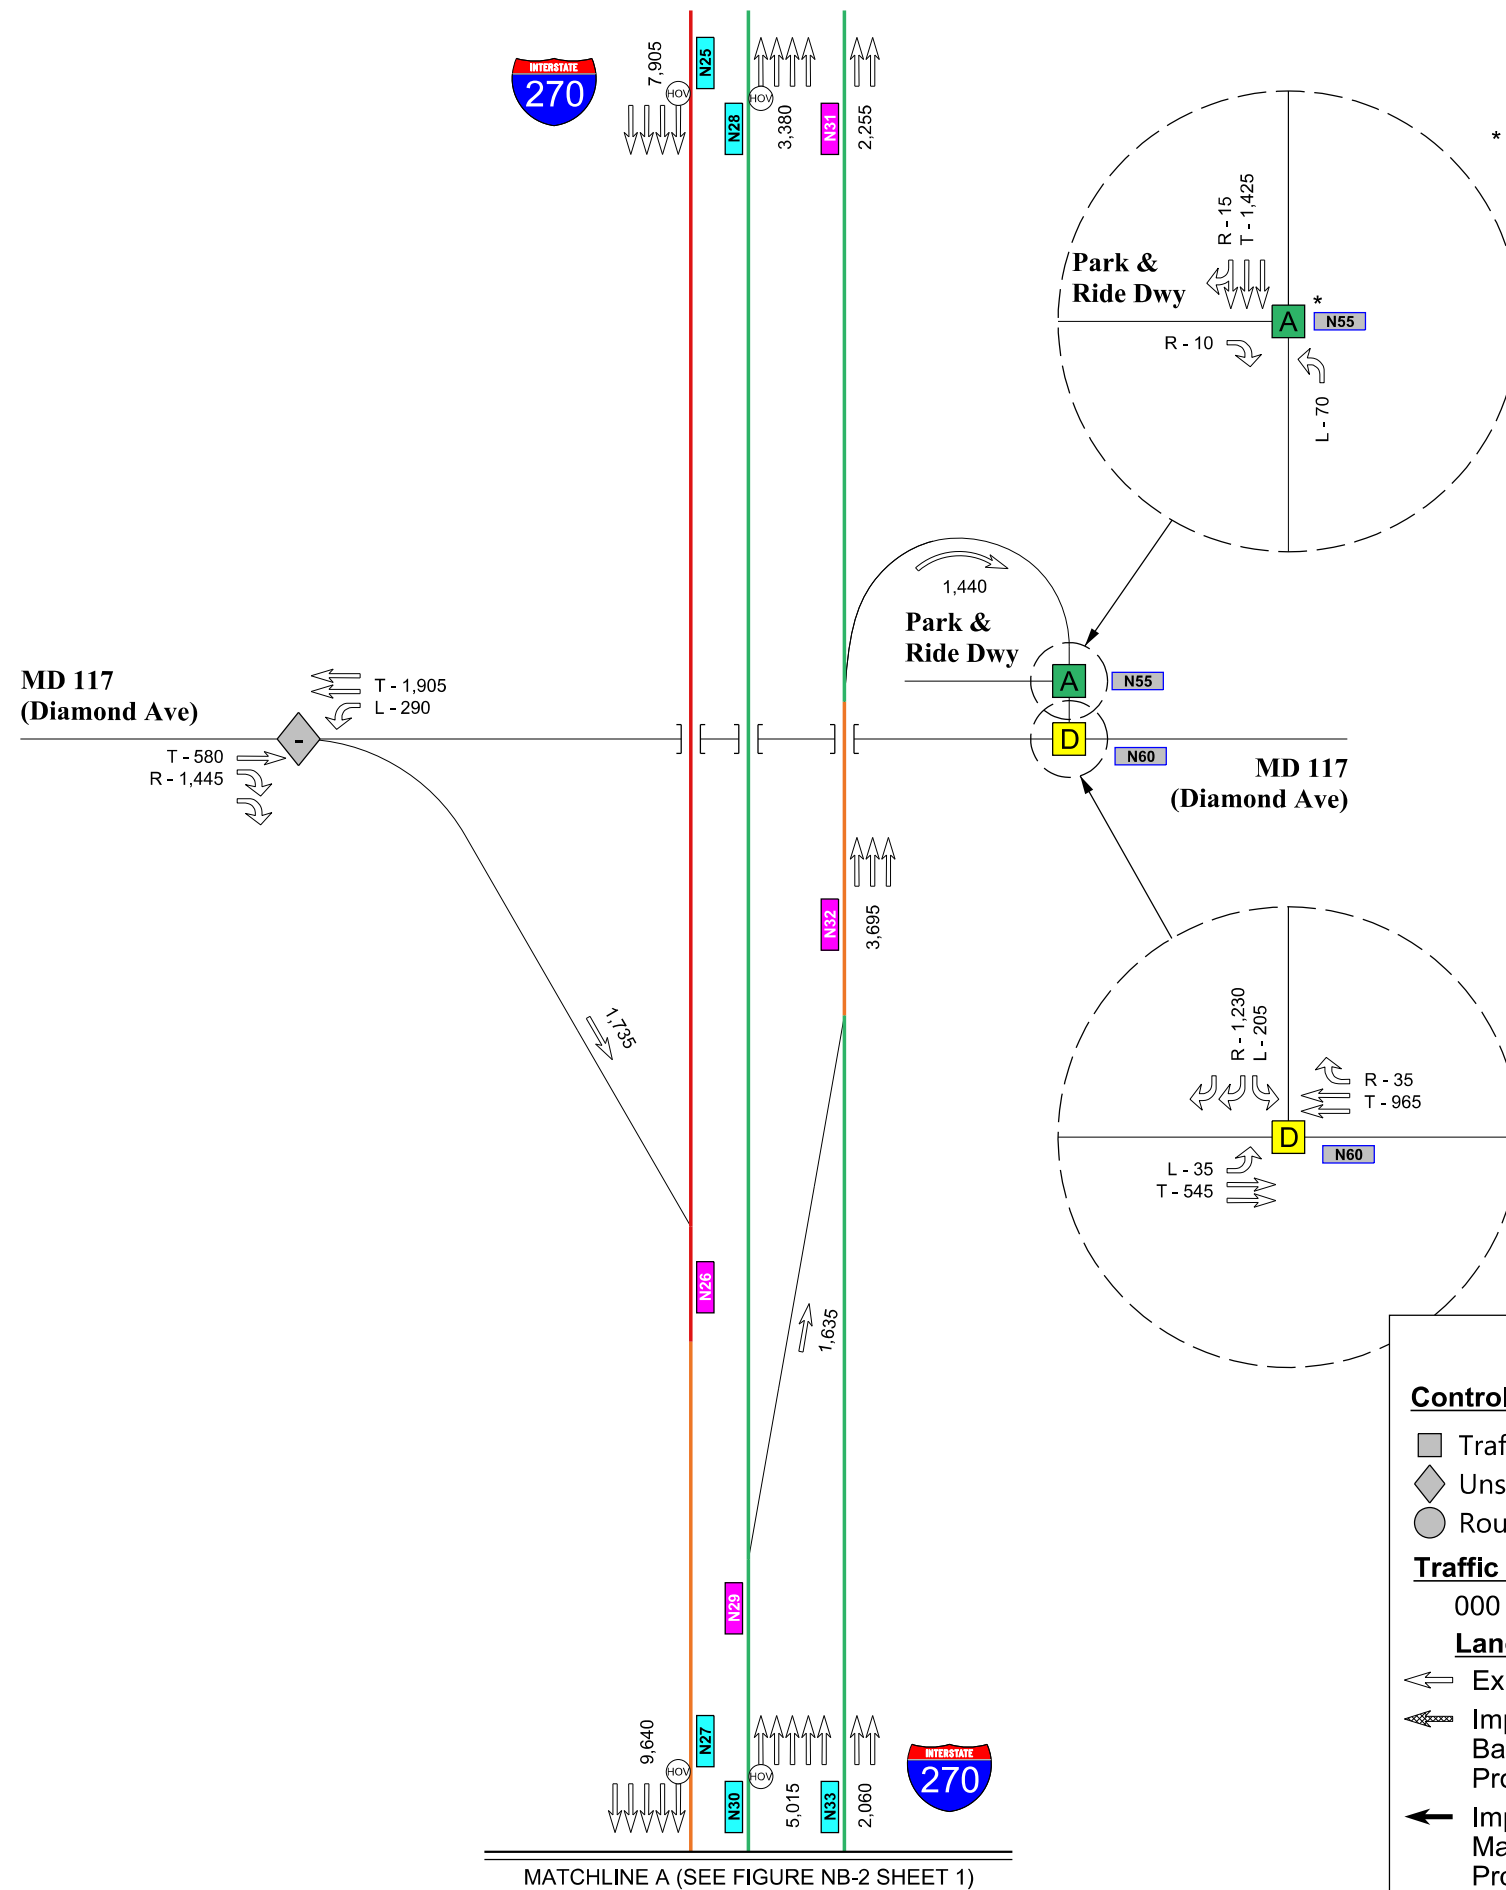 INTERSTATE
270
7,905
HOV
N25
N28
HOV
3,380
N31
2,255
*
R - 15
T - 1,425
Park &
Ride Dwy
A
*
N55
R - 10
L - 70
1,440
Park &
Ride Dwy
A
N55
MD 117
(Diamond Ave)
T - 1,905
L - 290
-
T - 580
R - 1,445
D
N60
MD 117
(Diamond Ave)
N32
3,695
1,735
R - 1,230
L - 205
R - 35
T - 965
D
N60
L - 35
T - 545
N26
1,635
N29
9,640
HOV
N27
N30
HOV
5,015
N33
2,060
INTERSTATE
270
MATCHLINE A (SEE FIGURE NB-2 SHEET 1)
Control
Traf
Uns
Rou
Traffic
000
Lan
Ex
Imp
Ba
Pro
Imp
Ma
Pro